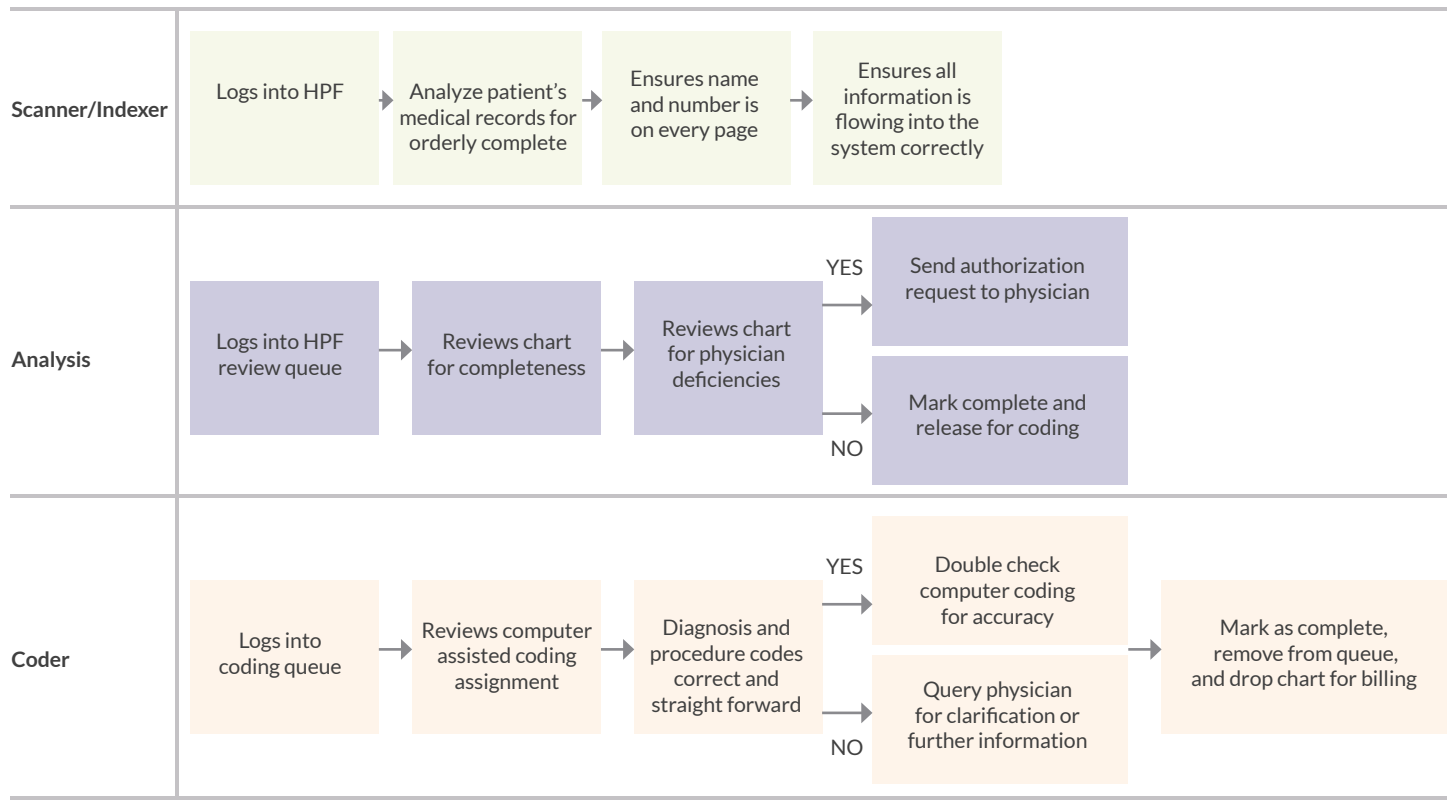 Scanner/Indexer
Logs into HPF
Analyze patient’s
medical records for
orderly complete
Ensures name
and number is
on every page
Ensures all
information is
flowing into the
system correctly
Analysis
Logs into HPF
review queue
Reviews chart
for completeness
Reviews chart
for physician
deficiencies
YES
Send authorization
request to physician
NO
Mark complete and
release for coding
Coder
Logs into
coding queue
Reviews computer
assisted coding
assignment
Diagnosis and
procedure codes
correct and
straight forward
YES
Double check
computer coding
for accuracy
NO
Query physician
for clarification or
further information
Mark as complete,
remove from queue,
and drop chart for billing